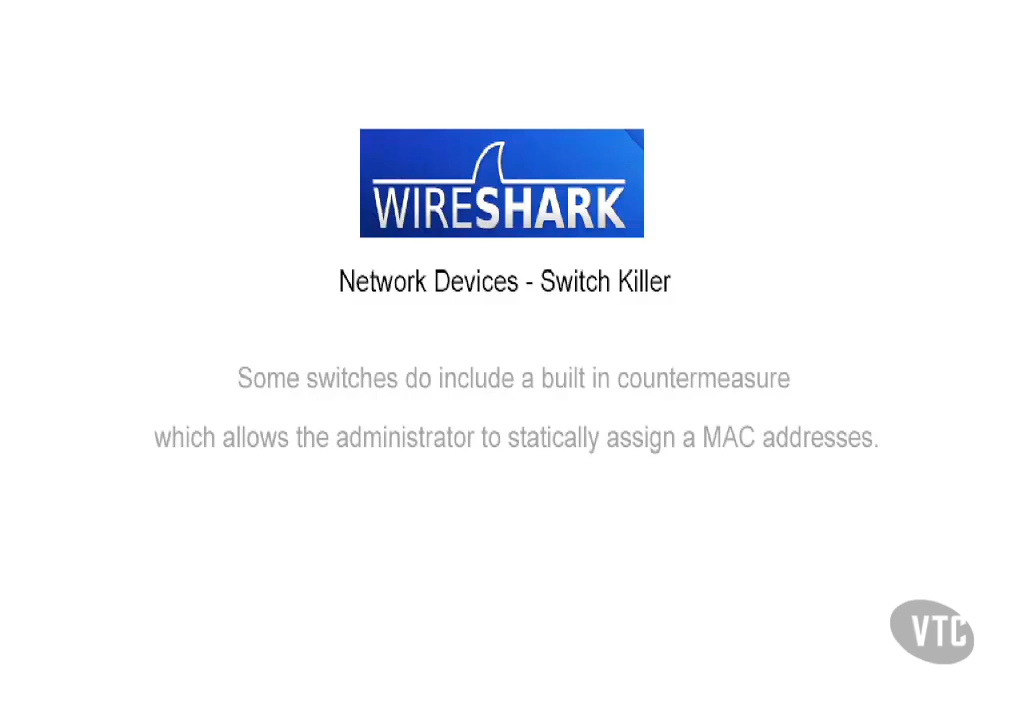 WIRESHARK
Network Devices - Switch Killer
Some switches do include a built in countermeasure
which allows the administrator to statically assign a MAC addresses.
VTC